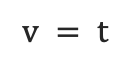 v = t